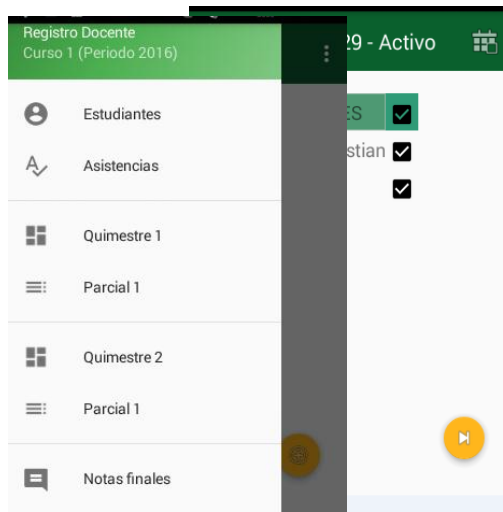 Registro Docente
Curso 1 (Periodo 2016)
Estudiantes
Asistencias
Quimestre 1
Parcial 1
Quimestre 2
Parcial 1
Notas finales
29 - Activo
ES
stian